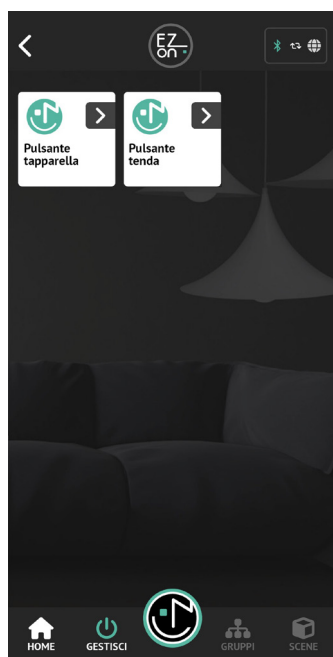 EZ
on
Pulsante
tapparella
Pulsante
tenda
HOME
GESTISCI
GRUPPI
SCENE